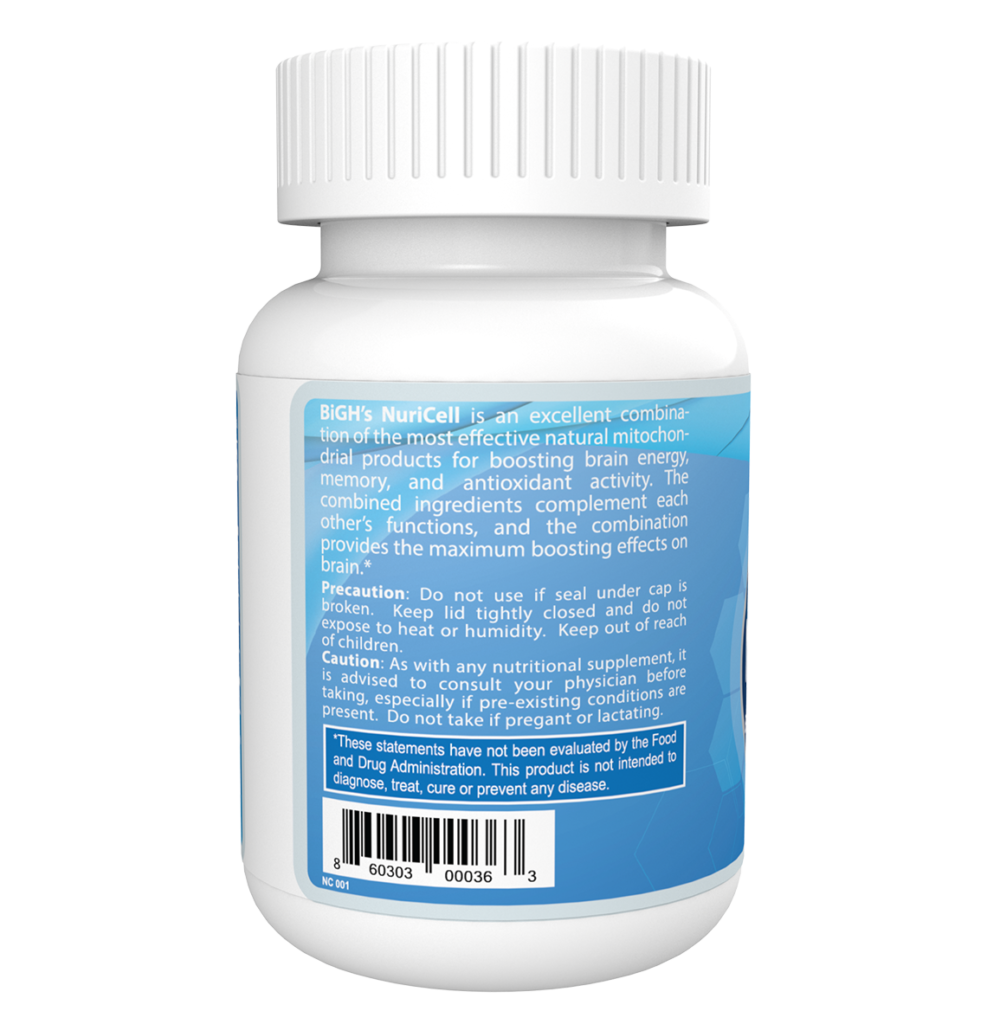 BiGH's NuriCell is an excellent combina-
tion of the most effective natural mitochon-
drial products for boosting brain energy,
memory, and antioxidant activity. The
combined ingredients complement each
other's functions, and the combination
provides the maximum boosting effects on
brain.*
Precaution: Do not use if seal under cap is
broken. Keep lid tightly closed and do not
expose to heat or humidity. Keep out of reach
of children.
Caution: As with any nutritional supplement, it
is advised to consult your physician before
taking, especially if pre-existing conditions are
present. Do not take if pregant or lactating.
*These statements have not been evaluated by the Food
and Drug Administration. This product is not intended to
diagnose, treat, cure or prevent any disease.
8 60303 00036 3
NC 001